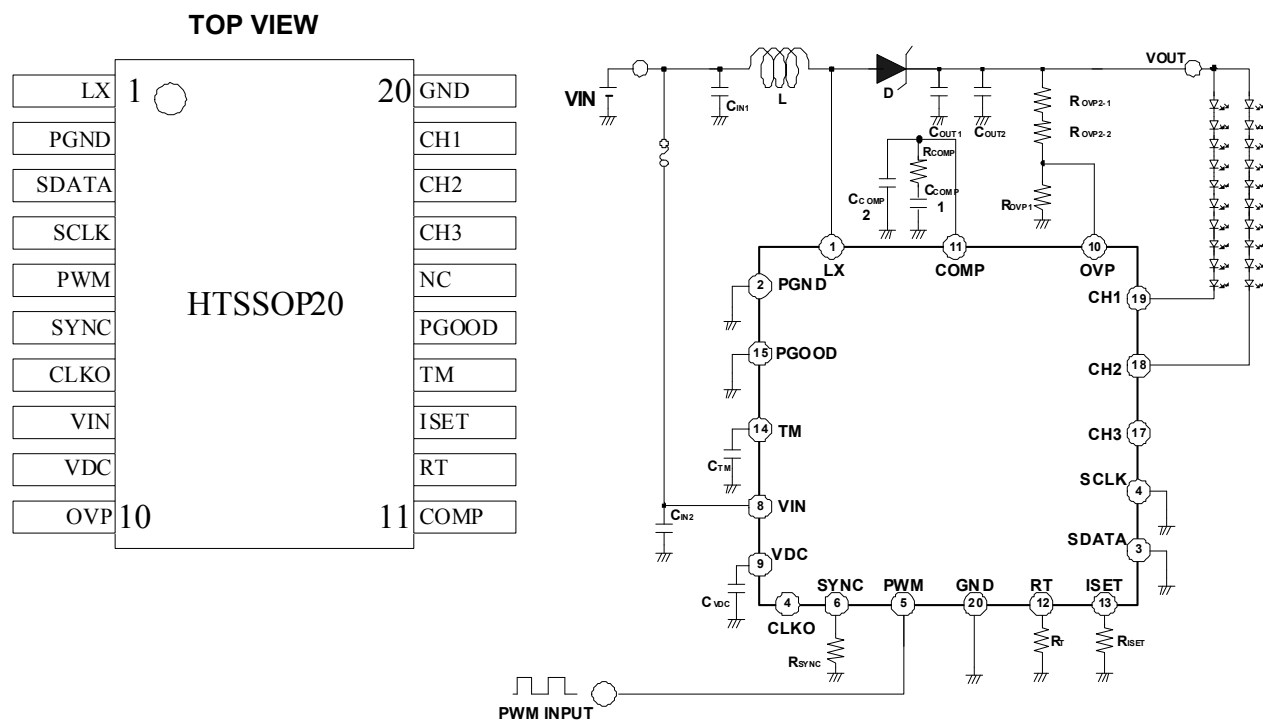 TOP VIEW
1
20
LX
GND
PGND
CH1
SDATA
CH2
SCLK
CH3
PWM
NC
SYNC
PGOOD
CLKO
TM
VIN
ISET
VDC
RT
OVP
10
11
COMP
HTSSOP20
VIN
CIN1
L
D
COUT1
COUT2
VOUT
ROVP2-1
ROVP2-2
ROVP1
RCOMP
CCOMP
1
CCOMP
2
1
LX
11
COMP
10
OVP
2
PGND
15
PGOOD
14
TM
CTM
8
VIN
CIN2
9
VDC
CVDC
CH1
19
CH2
18
CH3
17
SCLK
4
SDATA
3
4
CLKO
SYNC
6
PWM
5
GND
20
RT
12
ISET
13
RSYNC
RT
RISET
PWM INPUT